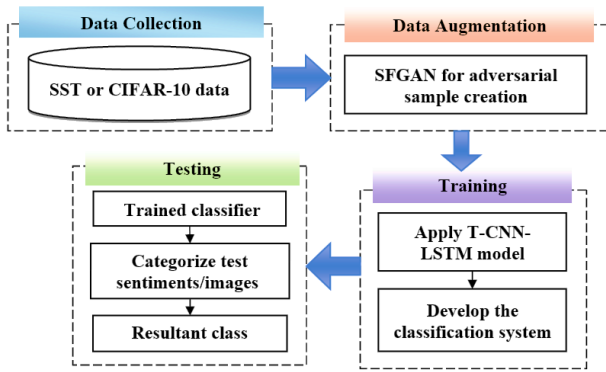 Data Collection
SST or CIFAR-10 data
Data Augmentation
SFGAN for adversarial
sample creation
Training
Apply T-CNN-
LSTM model
Develop the
classification system
Testing
Trained classifier
Categorize test
sentiments/images
Resultant class